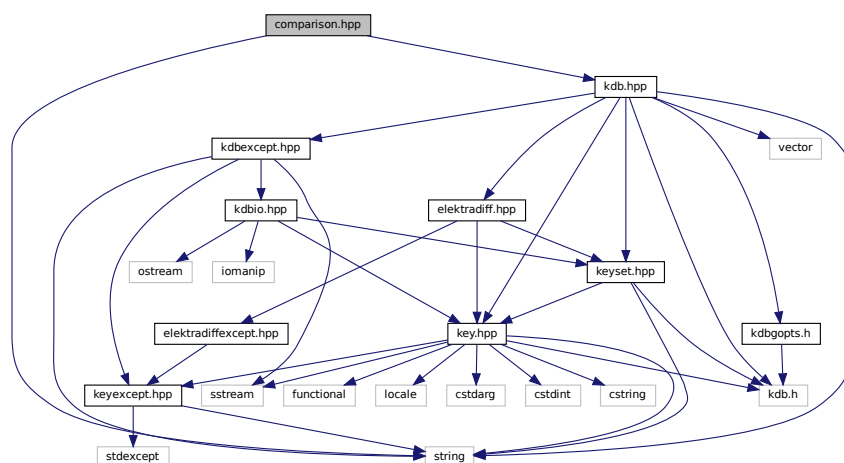 comparison.hpp
kdb.hpp
kdbexcept.hpp
vector
kdbio.hpp
elektradiff.hpp
ostream
iomanip
keyset.hpp
elektradiffexcept.hpp
key.hpp
kdbgopts.h
keyexcept.hpp
sstream
functional
locale
cstdarg
cstdint
cstring
kdb.h
stdexcept
string